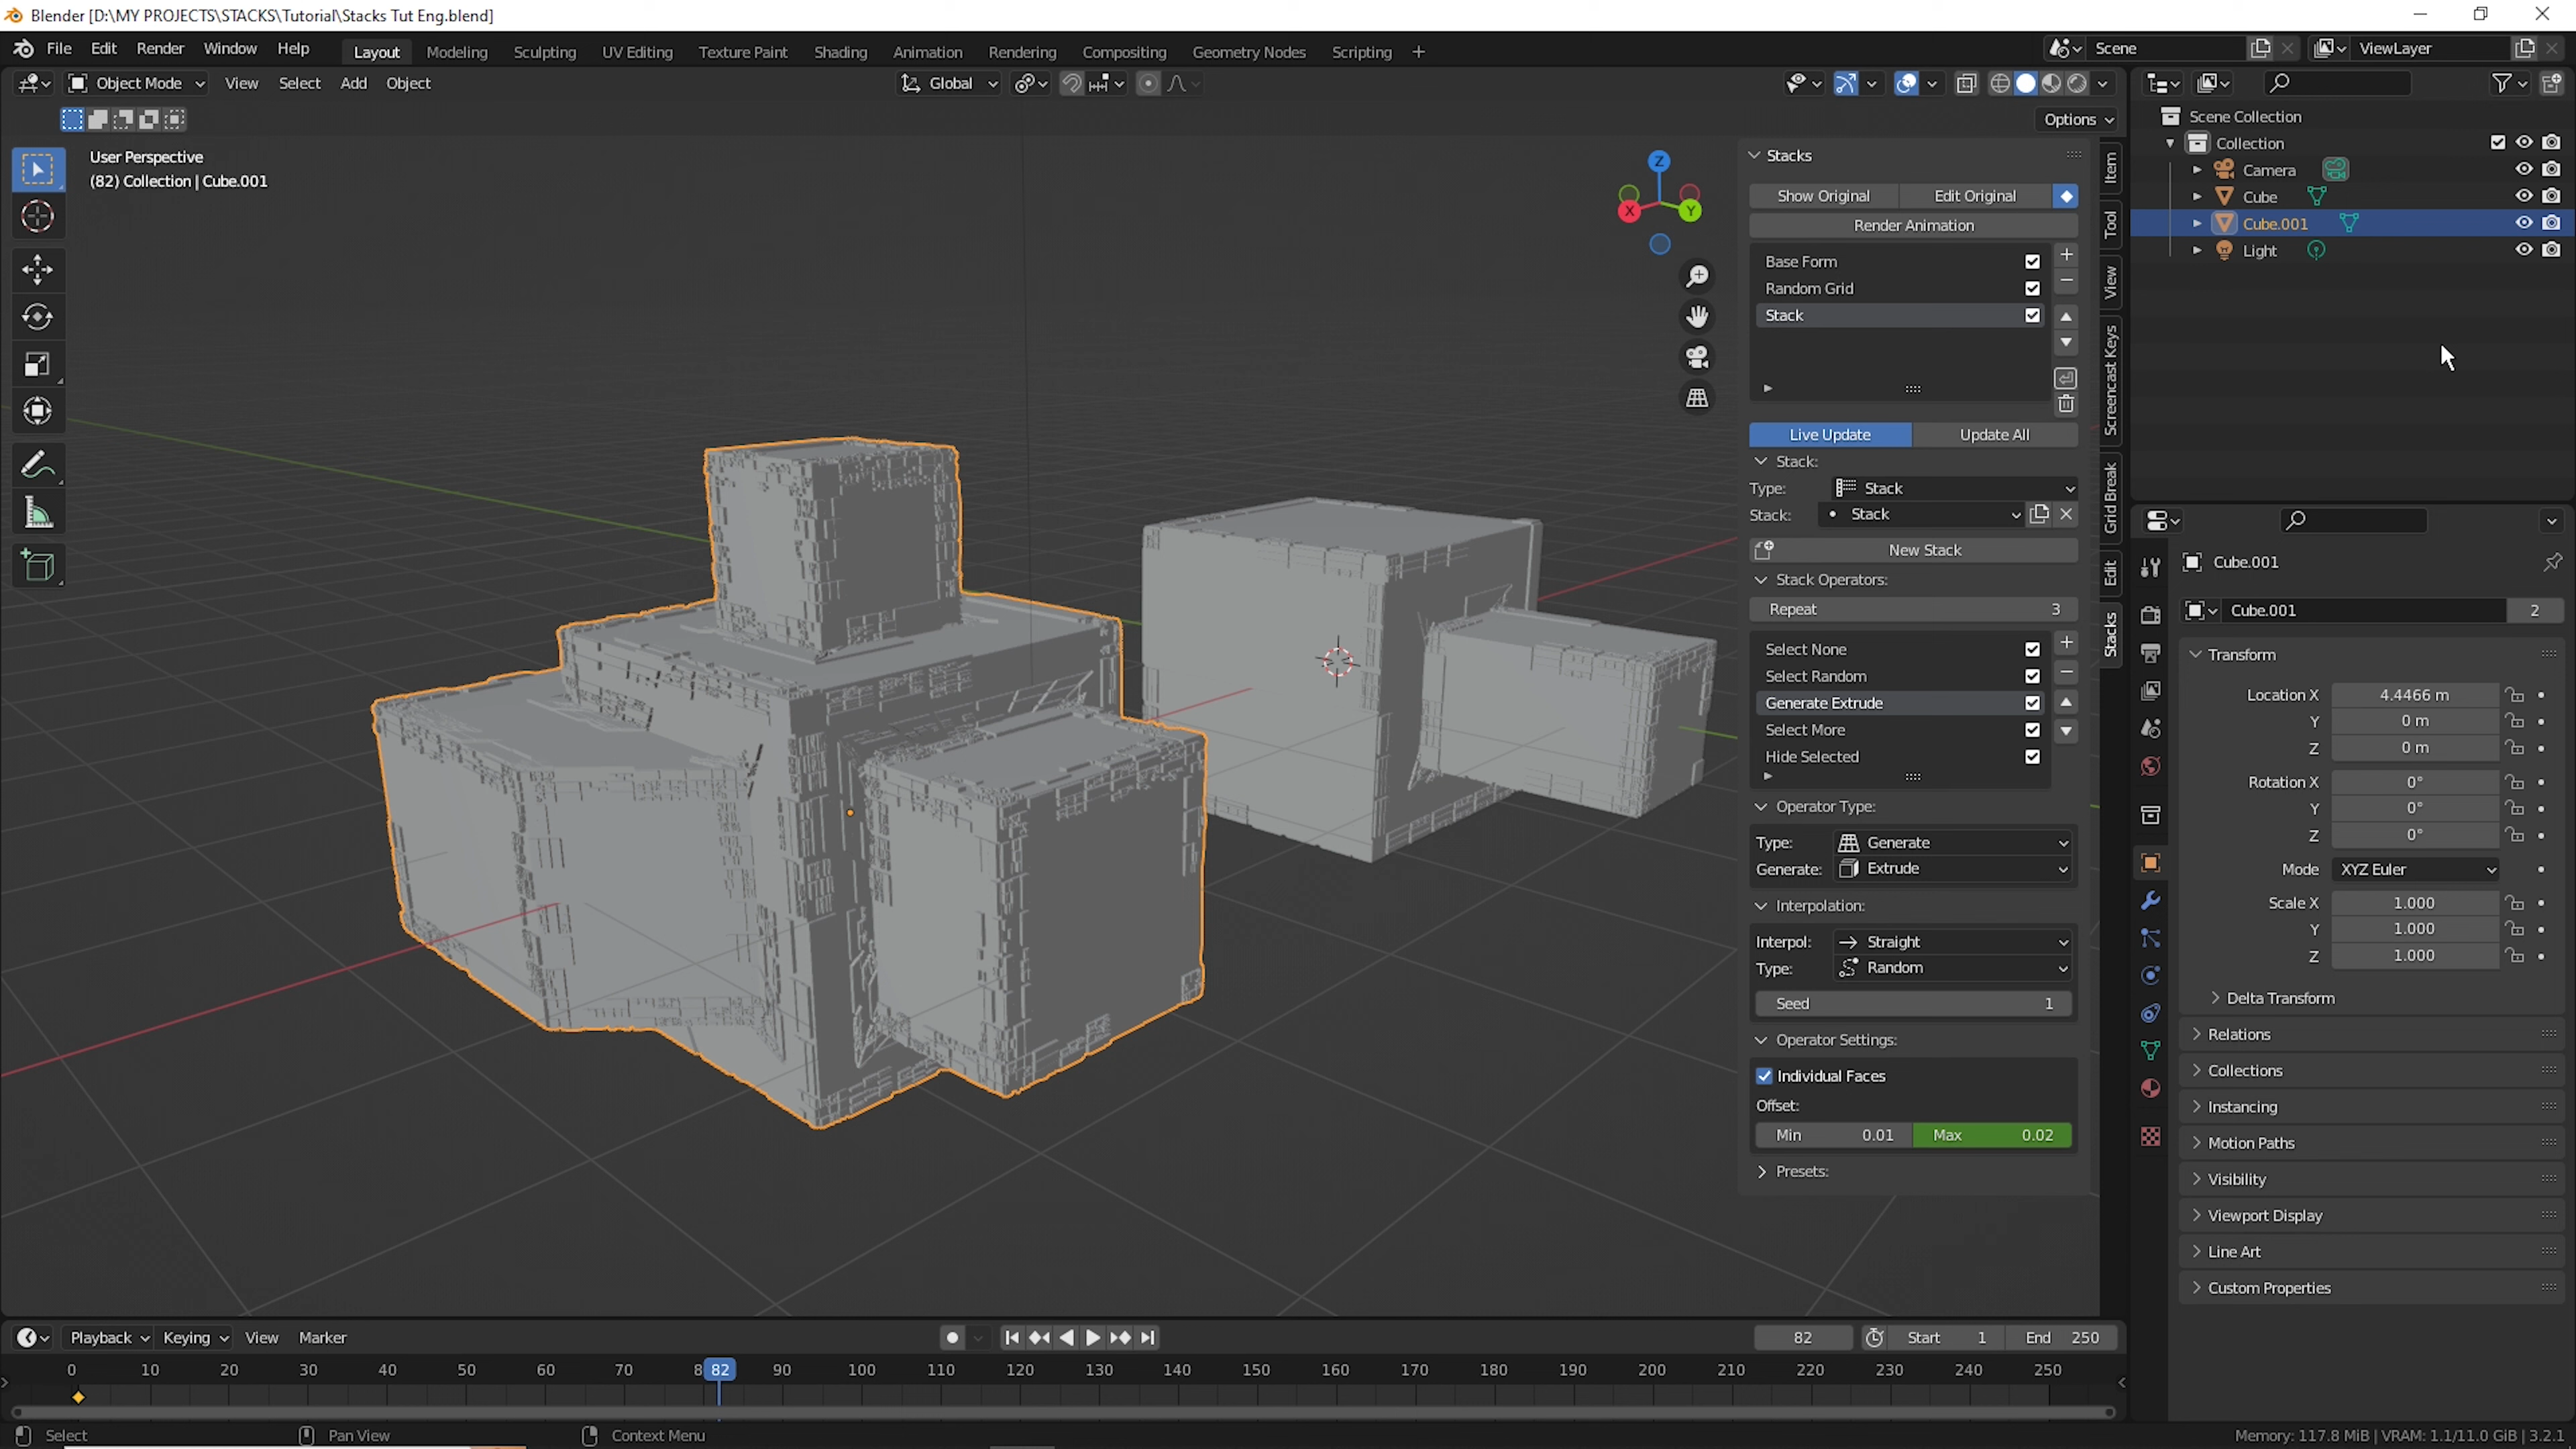 Blender [D:\MY PROJECTS\STACKS\Tutorial\Stacks Tut Eng.blend]
File Edit Render Window Help Layout Modeling Sculpting UV Editing Texture Paint Shading Animation Rendering Compositing Geometry Nodes Scripting + Scene ViewLayer
Object Mode View Select Add Object Global
Options
User Perspective
(82) Collection | Cube.001
Z
X
Y
Stacks
Show Original Edit Original
Render Animation
Base Form
Random Grid
Stack
Live Update Update All
Stack:
Type: Stack
Stack: Stack
New Stack
Stack Operators:
Repeat 3
Select None
Select Random
Generate Extrude
Select More
Hide Selected
Operator Type:
Type: Generate
Generate: Extrude
Interpolation:
Interpol: Straight
Type: Random
Seed 1
Operator Settings:
Individual Faces
Offset:
Min 0.01 Max 0.02
Presets:
Item
Tool
View
Screencast Keys
Grid Break
Edit
Stacks
Scene Collection
Collection
Camera
Cube
Cube.001
Light
Cube.001
Cube.001 2
Transform
Location X 4.4466 m
Y 0 m
Z 0 m
Rotation X 0°
Y 0°
Z 0°
Mode XYZ Euler
Scale X 1.000
Y 1.000
Z 1.000
Delta Transform
Relations
Collections
Instancing
Motion Paths
Visibility
Viewport Display
Line Art
Custom Properties
Playback Keying View Marker 82 Start 1 End 250
0 10 20 30 40 50 60 70 8 82 90 100 110 120 130 140 150 160 170 180 190 200 210 220 230 240 250
Select Pan View Context Menu Memory: 117.8 MiB | VRAM: 1.1/11.0 GiB | 3.2.1